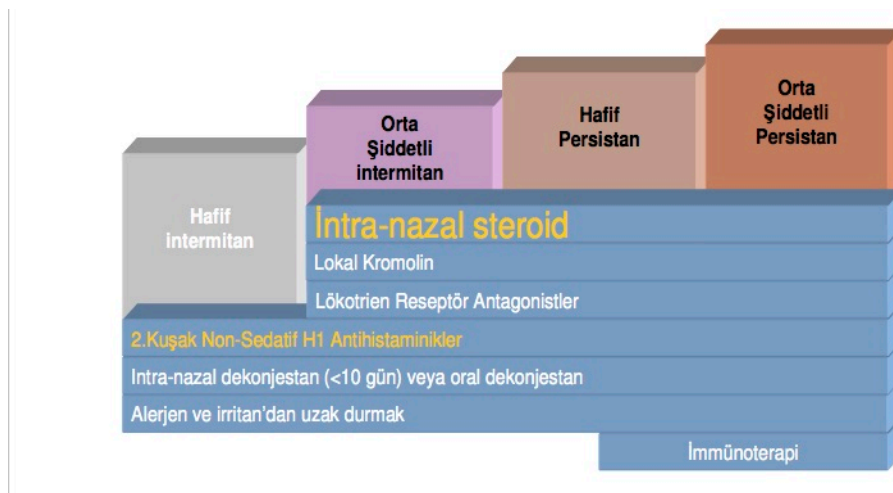 Hafif
intermitan
Orta
Şiddetli
intermitan
Hafif
Persistan
Orta
Şiddetli
Persistan
İntra-nazal steroid
Lokal Kromolin
Lökotrien Reseptör Antagonistler
2.Kuşak Non-Sedatif H1 Antihistaminikler
Intra-nazal dekonjestan (<10 gün) veya oral dekonjestan
Alerjen ve irritan'dan uzak durmak
İmmünoterapi